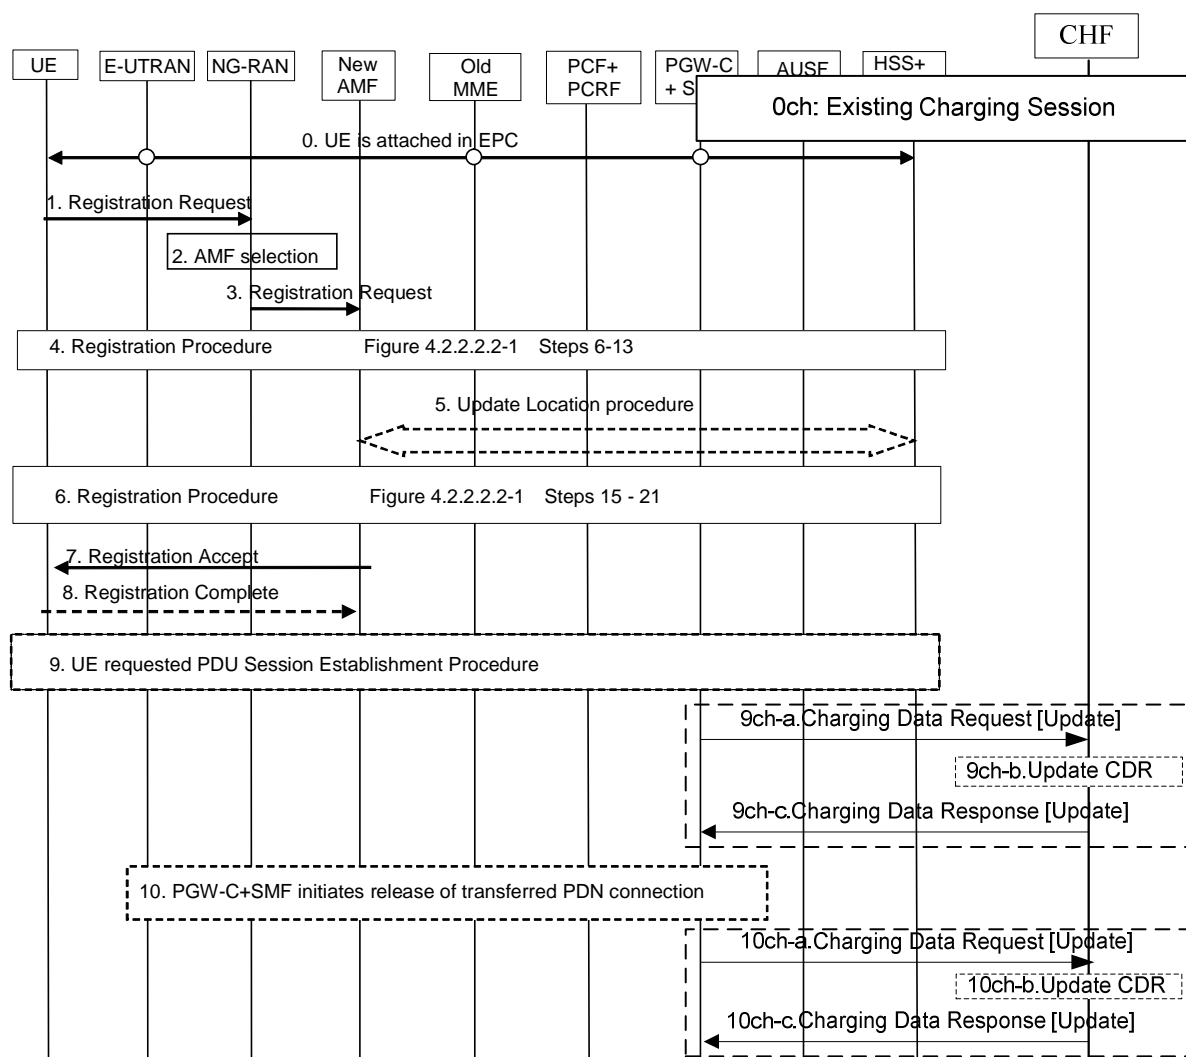 CHF
UE
E-UTRAN
NG-RAN
New
AMF
Old
MME
PCF+
PCRF
PGW-C
+ S
AUSF
HSS+
0ch: Existing Charging Session
0. UE is attached in EPC
1. Registration Request
2. AMF selection
3. Registration Request
4. Registration Procedure Figure 4.2.2.2.2-1 Steps 6-13
5. Update Location procedure
6. Registration Procedure Figure 4.2.2.2.2-1 Steps 15 - 21
7. Registration Accept
8. Registration Complete
9. UE requested PDU Session Establishment Procedure
9ch-a.Charging Data Request [Update]
9ch-b.Update CDR
9ch-c.Charging Data Response [Update]
10. PGW-C+SMF initiates release of transferred PDN connection
10ch-a.Charging Data Request [Update]
10ch-b.Update CDR
10ch-c.Charging Data Response [Update]